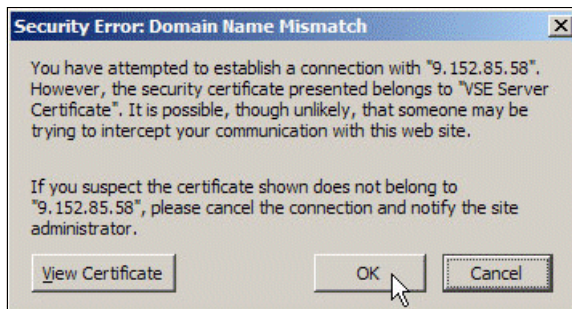 Security Error: Domain Name Mismatch
You have attempted to establish a connection with "9.152.85.58".
However, the security certificate presented belongs to "VSE Server
Certificate". It is possible, though unlikely, that someone may be
trying to intercept your communication with this web site.
If you suspect the certificate shown does not belong to
"9.152.85.58", please cancel the connection and notify the site
administrator.
View Certificate
OK
Cancel